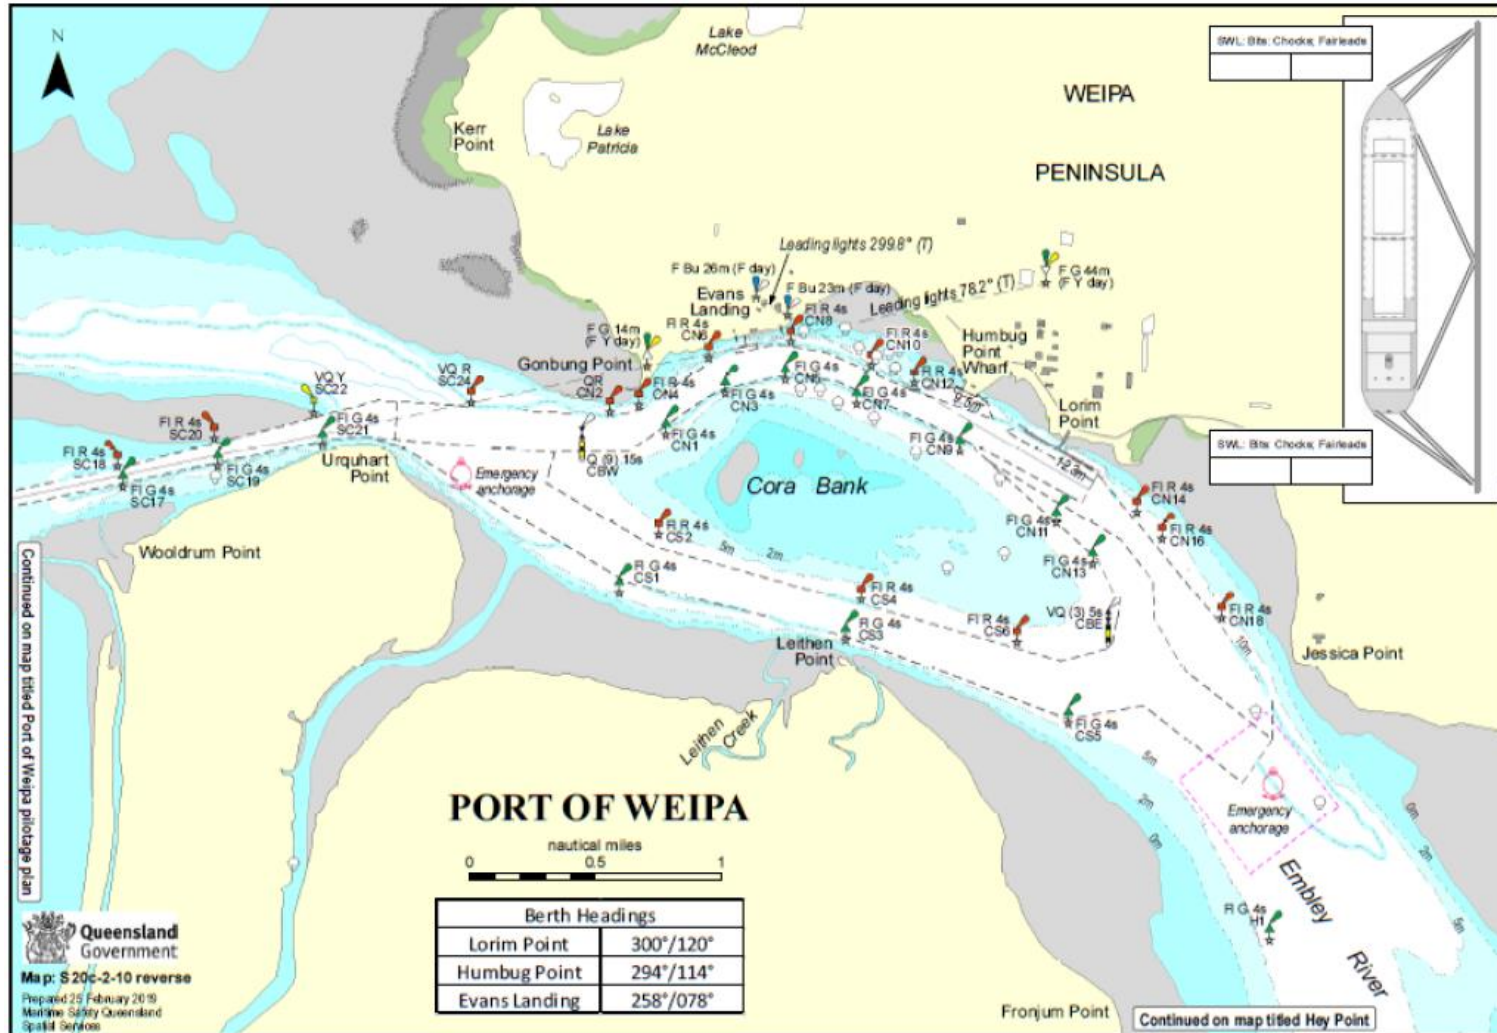 N
Lake
McCleod
Kerr
Point
Lake
Patricia
WEIPA
PENINSULA
SWL: Bits: Chocks; Fairleads
Leading lights 299.8° (T)
F Bu 26m (F day)
Evans
Landing
F Bu 23m (F day)
Leading lights 78.2° (T)
F G 44m
(F Y day)
Fl R 4s
CN8
Fl R 4s
CN6
11
F G 14m
(F Y day)
Gonbung Point
Fl R 4s
CN10
Humbug
Point
Wharf
Fl R 4s
CN12
VQ Y
SC22
VQ R
SC24
QR
CN2
Fl R 4s
CN4
Fl G 4s
CN3
Fl G 4s
CN5
Fl G 4s
CN7
9.5m
Lorim
Point
Fl R 4s
SC20
Fl G 4s
SC21
Fl R 4s
SC18
Fl G 4s
SC17
Fl G 4s
SC19
Urquhart
Point
Fl G 4s
CN1
Fl G 4s
CN9
12.3m
SWL: Bits: Chocks; Fairleads
Q (9) 15s
CBW
Emergency
anchorage
Cora Bank
Fl R 4s
CN14
Fl R 4s
CN16
Fl G 4s
CN11
Fl G 4s
CN13
Wooldrum Point
Fl R 4s
CS2
5m
2m
Fl G 4s
CS1
Fl R 4s
CS4
Fl R 4s
CS6
VQ (3) 5s
CBE
Fl R 4s
CN18
Fl G 4s
CS3
Leithen
Point
10m
Jessica Point
Leithen
Creek
Fl G 4s
CS5
5m
2m
0m
Emergency
anchorage
0m
2m
5m
Continued on map titled Port of Weipa pilotage plan
PORT OF WEIPA
nautical miles
0 0.5 1
Berth Headings
Lorim Point 300°/120°
Humbug Point 294°/114°
Evans Landing 258°/078°
Embley
River
Fl G 4s
H1
Queensland
Government
Map: S20c-2-10 reverse
Prepared 25 February 2019
Maritime Safety Queensland
Spatial Services
Fronjum Point
Continued on map titled Hey Point